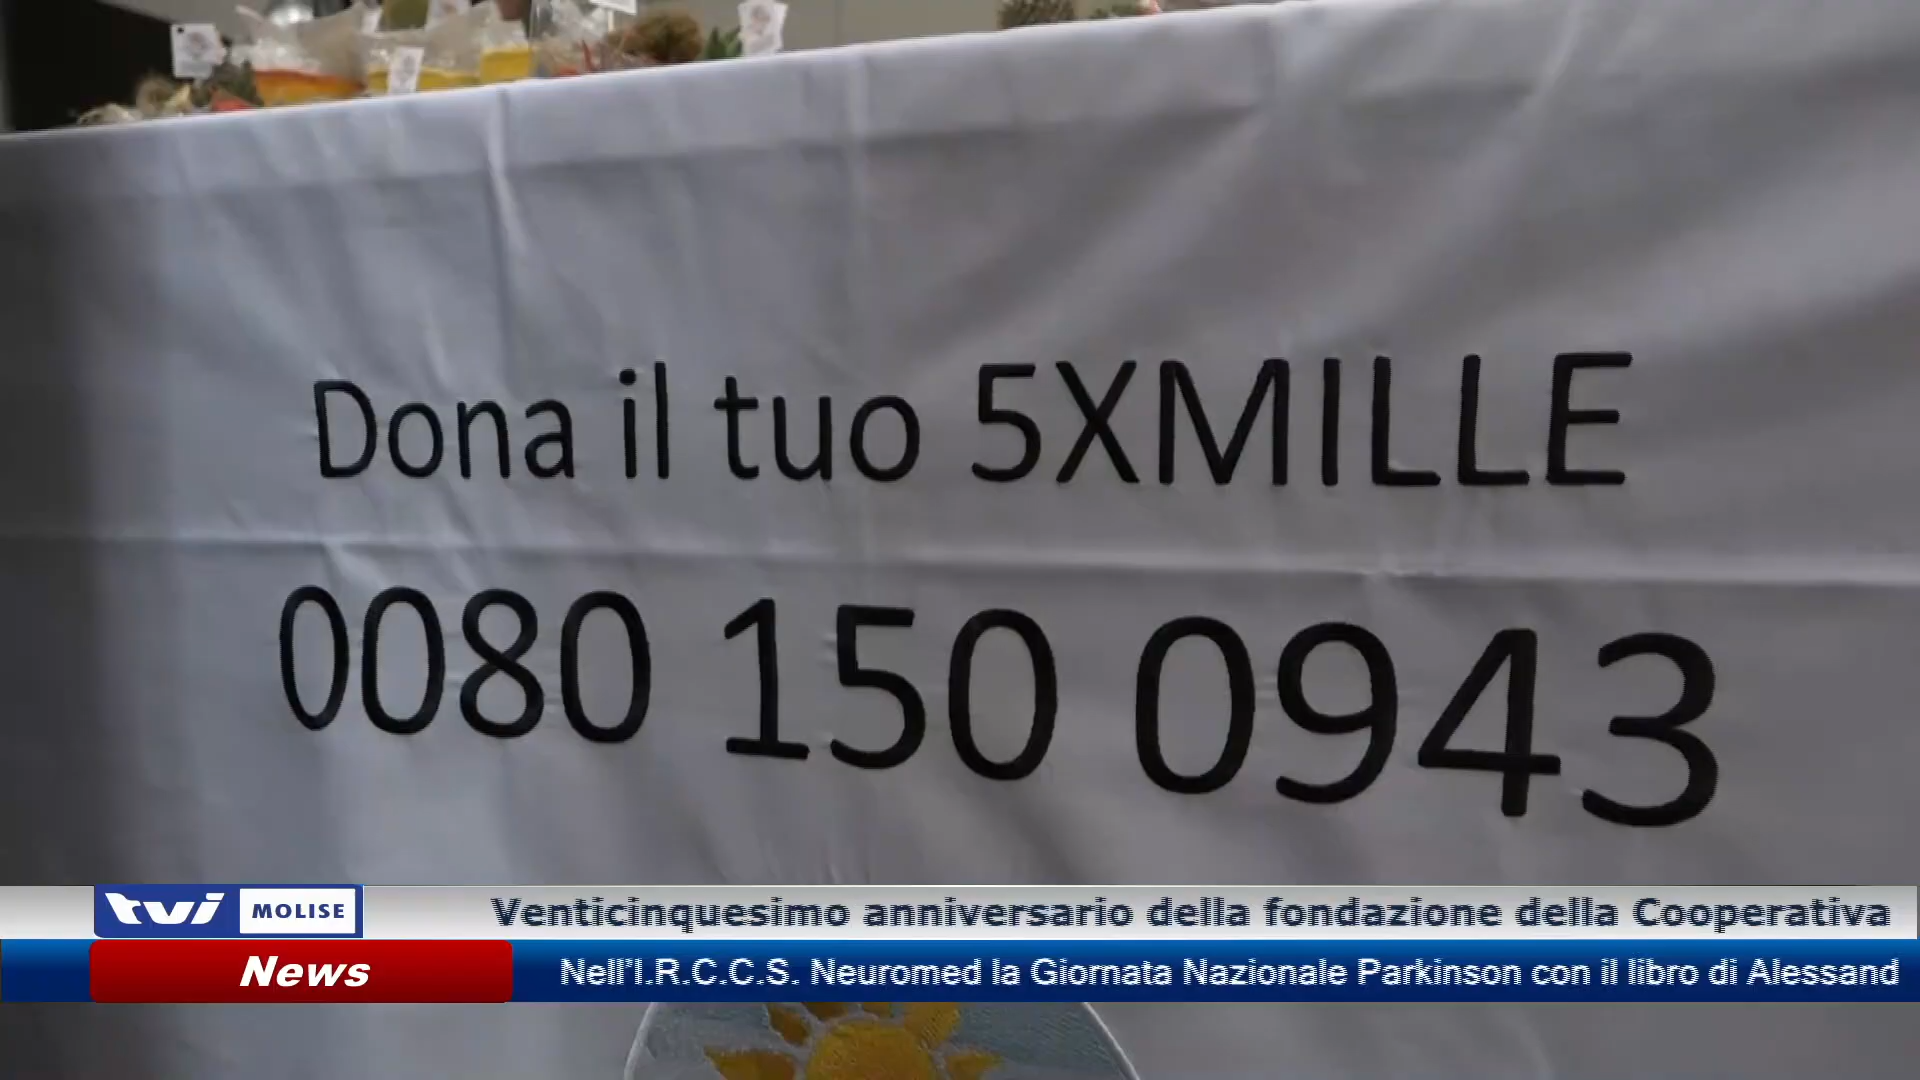 Dona il tuo 5XMILLE
0080 150 0943
tvi MOLISE
Venticinquesimo anniversario della fondazione della Cooperativa
News
Nell'I.R.C.C.S. Neuromed la Giornata Nazionale Parkinson con il libro di Alessand